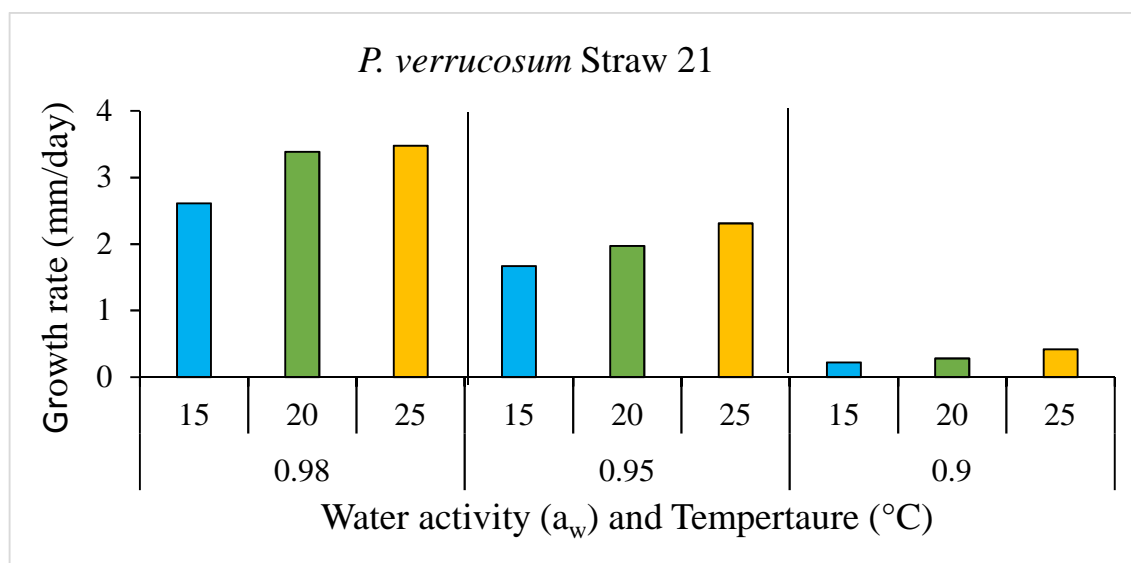 P. verrucosum Straw 21
Growth rate (mm/day)
4
3
2
1
0
15 20 25 15 20 25 15 20 25
0.98 0.95 0.9
Water activity (aw) and Tempertaure (°C)